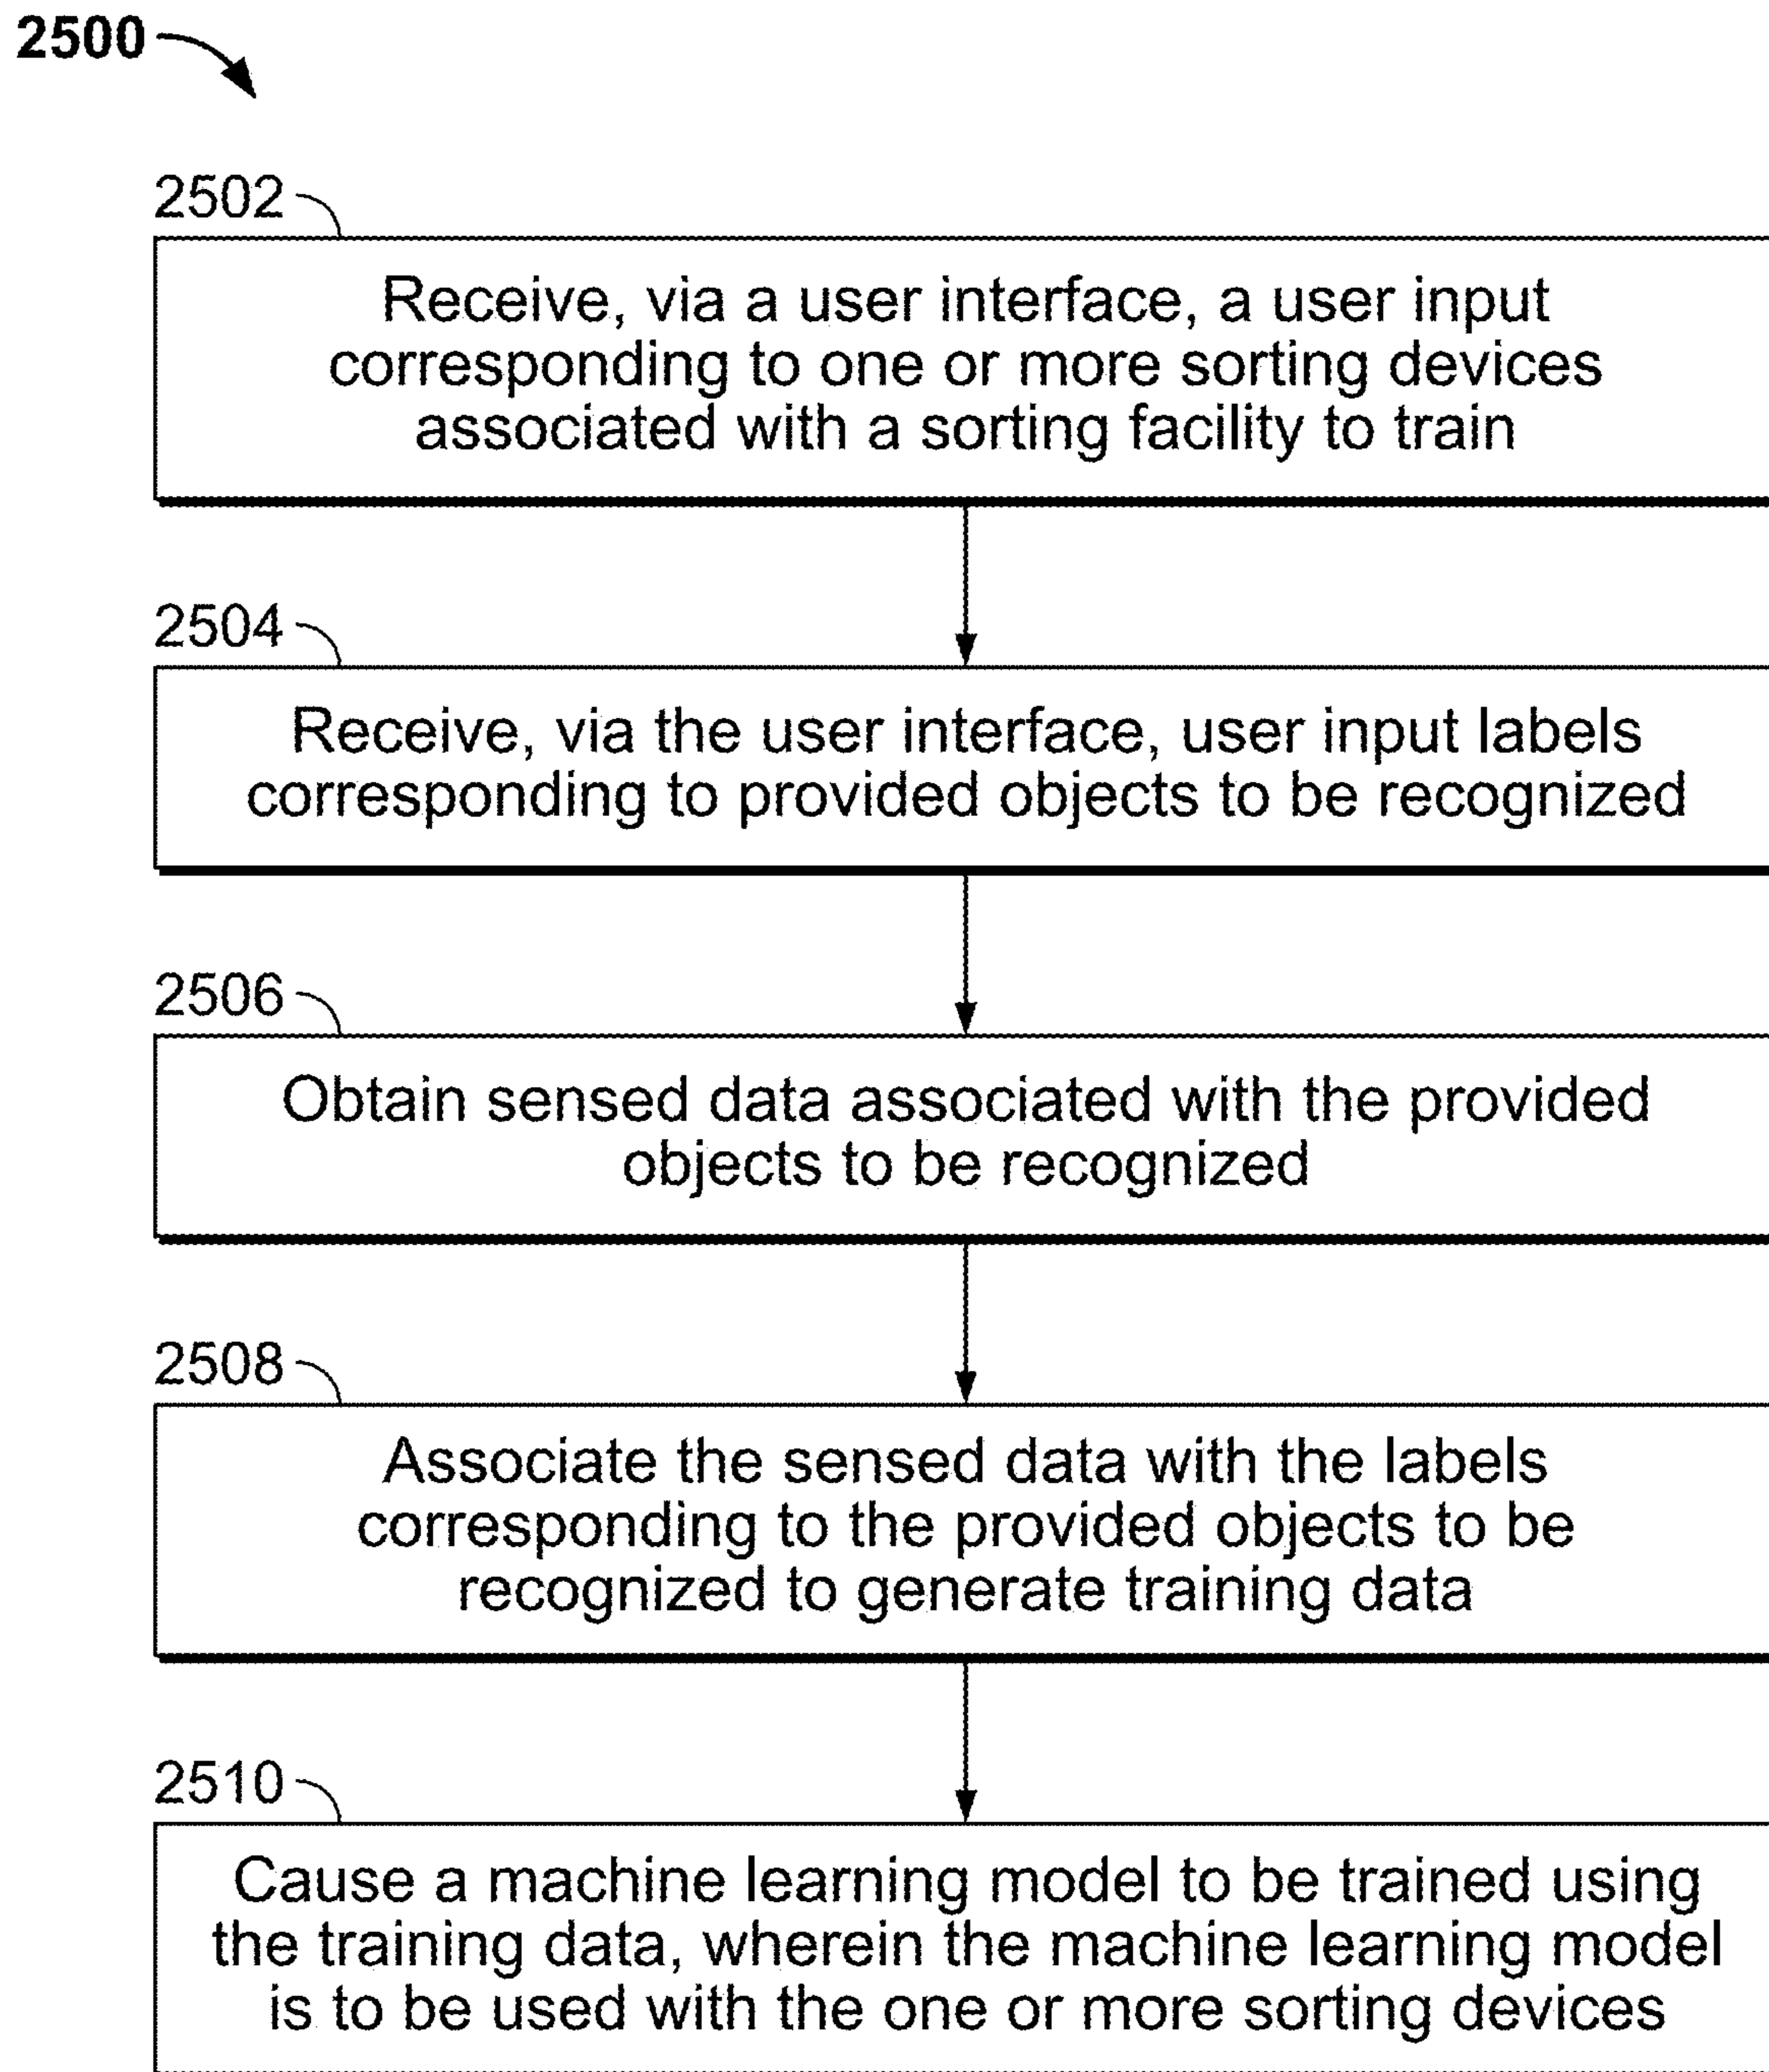 2500
2502
Receive, via a user interface, a user input
corresponding to one or more sorting devices
associated with a sorting facility to train
2504
Receive, via the user interface, user input labels
corresponding to provided objects to be recognized
2506
Obtain sensed data associated with the provided
objects to be recognized
2508
Associate the sensed data with the labels
corresponding to the provided objects to be
recognized to generate training data
2510
Cause a machine learning model to be trained using
the training data, wherein the machine learning model
is to be used with the one or more sorting devices